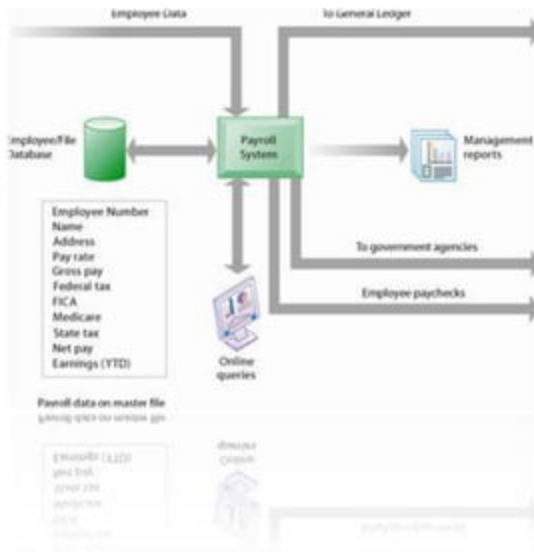 Employee Data
To General Ledger
Employee/File
Database
Payroll
System
Management
reports
Employee Number
Name
Address
Pay rate
Gross pay
Federal tax
FICA
Medicare
State tax
Net pay
Earnings (YTD)
To government agencies
Employee paychecks
Online
queries
Payroll data on master file